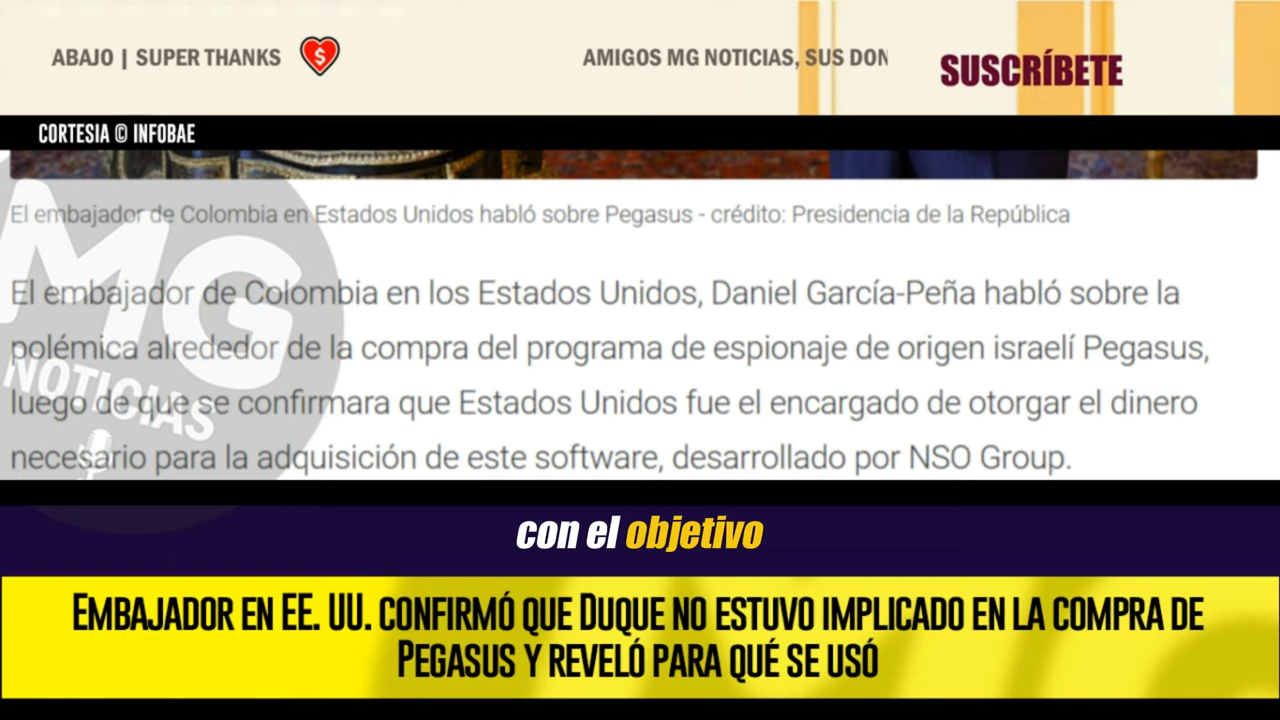 ABAJO | SUPER THANKS
AMIGOS MG NOTICIAS, SUS DON
SUSCRÍBETE
CORTESIA © INFOBAE
El embajador de Colombia en Estados Unidos habló sobre Pegasus - crédito: Presidencia de la República
El embajador de Colombia en los Estados Unidos, Daniel García-Peña habló sobre la
polémica alrededor de la compra del programa de espionaje de origen israelí Pegasus,
luego de que se confirmara que Estados Unidos fue el encargado de otorgar el dinero
necesario para la adquisición de este software, desarrollado por NSO Group.
MG
NOTICIAS
con el objetivo
EMBAJADOR EN EE. UU. CONFIRMÓ QUE DUQUE NO ESTUVO IMPLICADO EN LA COMPRA DE
PEGASUS Y REVELÓ PARA QUÉ SE USÓ